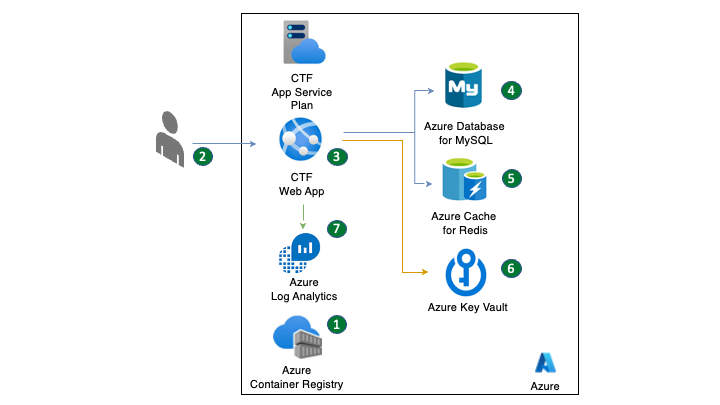 CTF
App Service
Plan
2
3
CTF
Web App
7
Azure
Log Analytics
1
Azure
Container Registry
My
4
Azure Database
for MySQL
5
Azure Cache
for Redis
6
Azure Key Vault
Azure